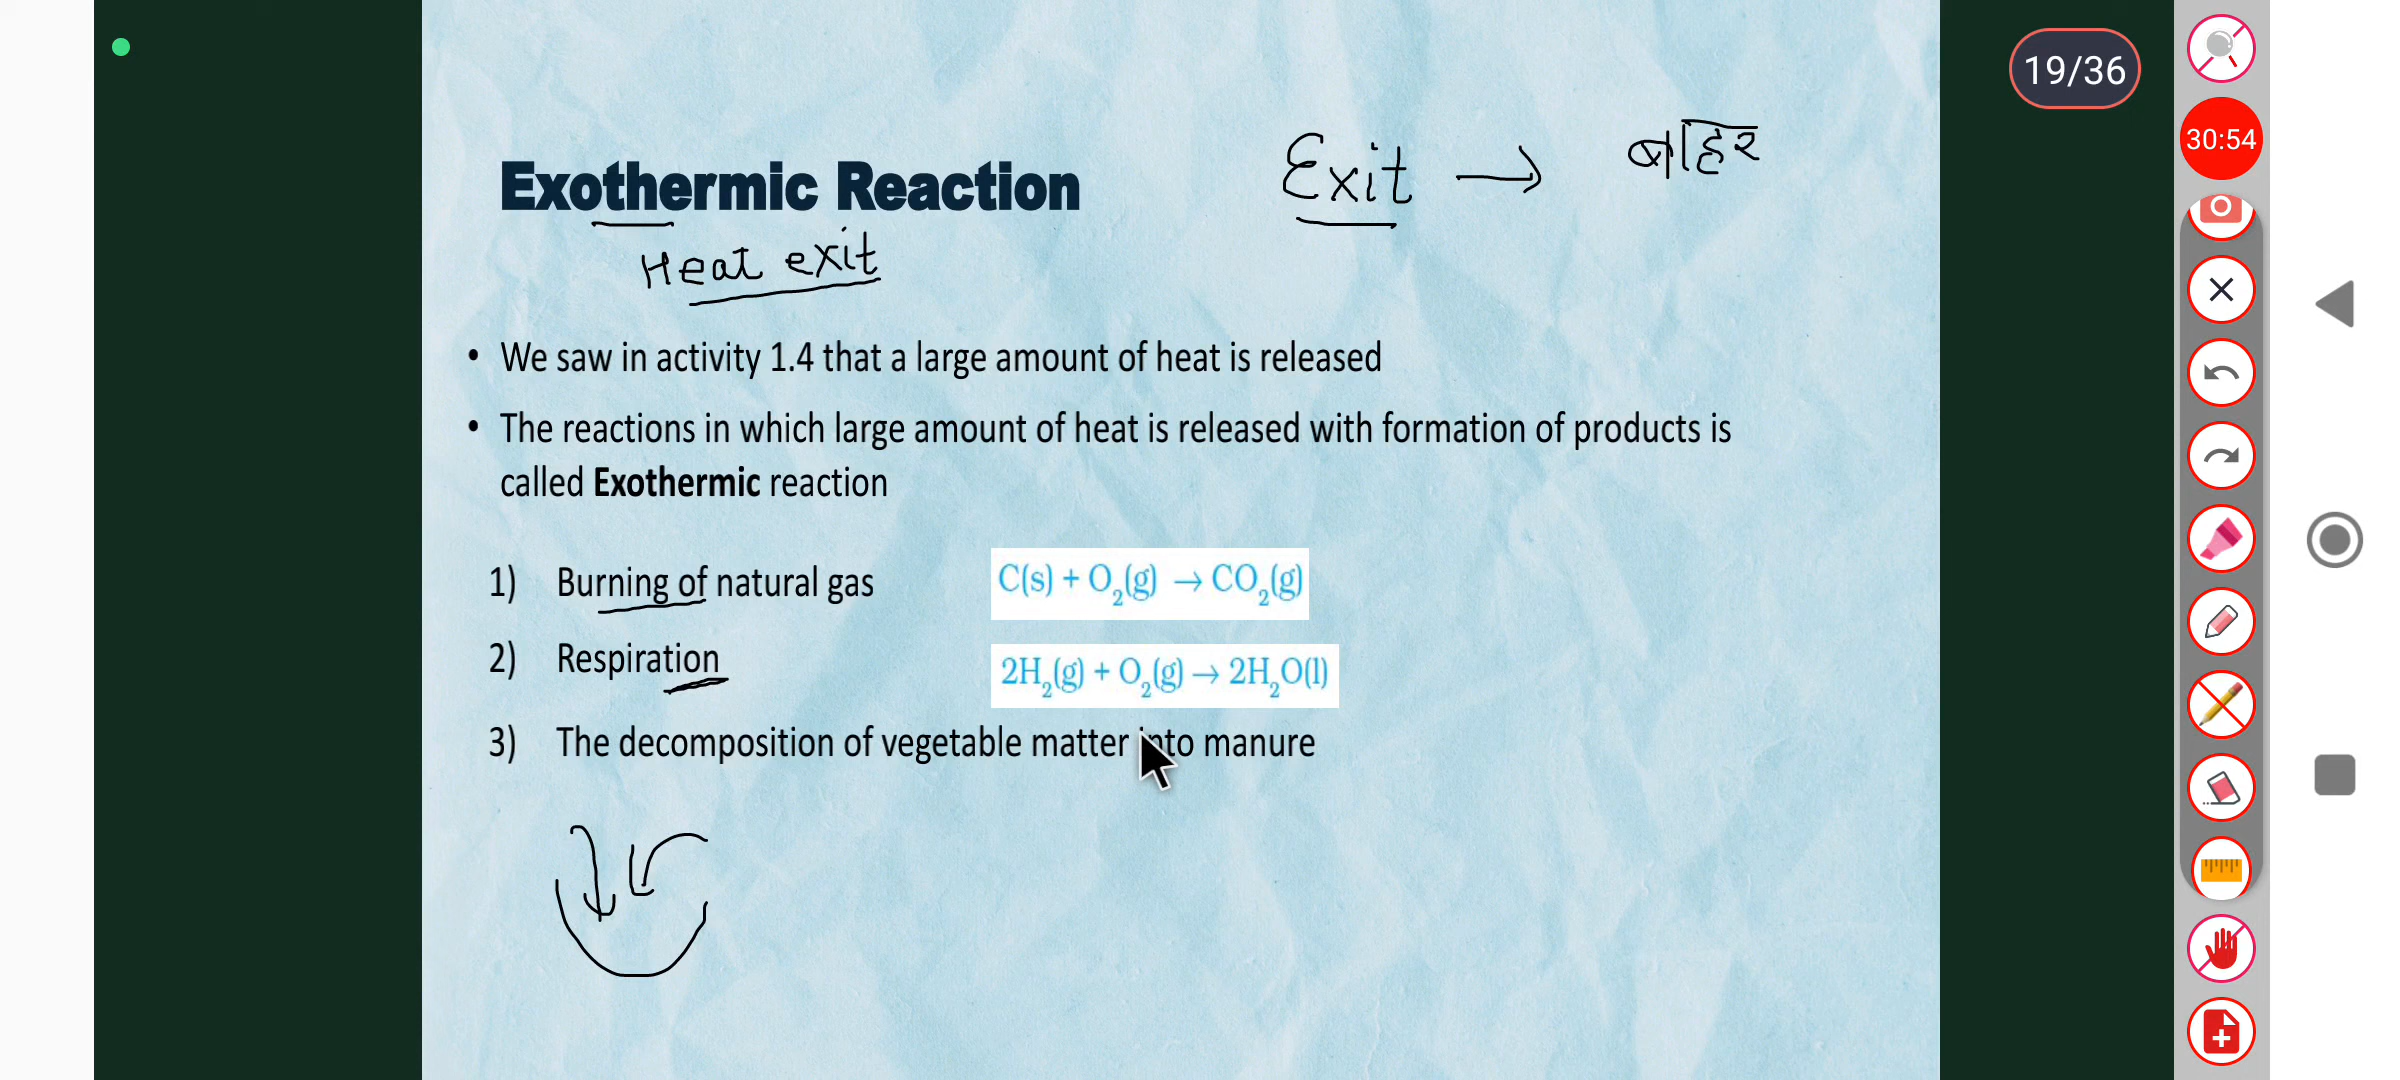 19/36
30:54
Exit → बाहर
Exothermic Reaction
Heat exit
• We saw in activity 1.4 that a large amount of heat is released
• The reactions in which large amount of heat is released with formation of products is
called Exothermic reaction
1) Burning of natural gas C(s) + O₂(g) → CO₂(g)
2) Respiration 2H₂(g) + O₂(g) → 2H₂O(l)
3) The decomposition of vegetable matter into manure